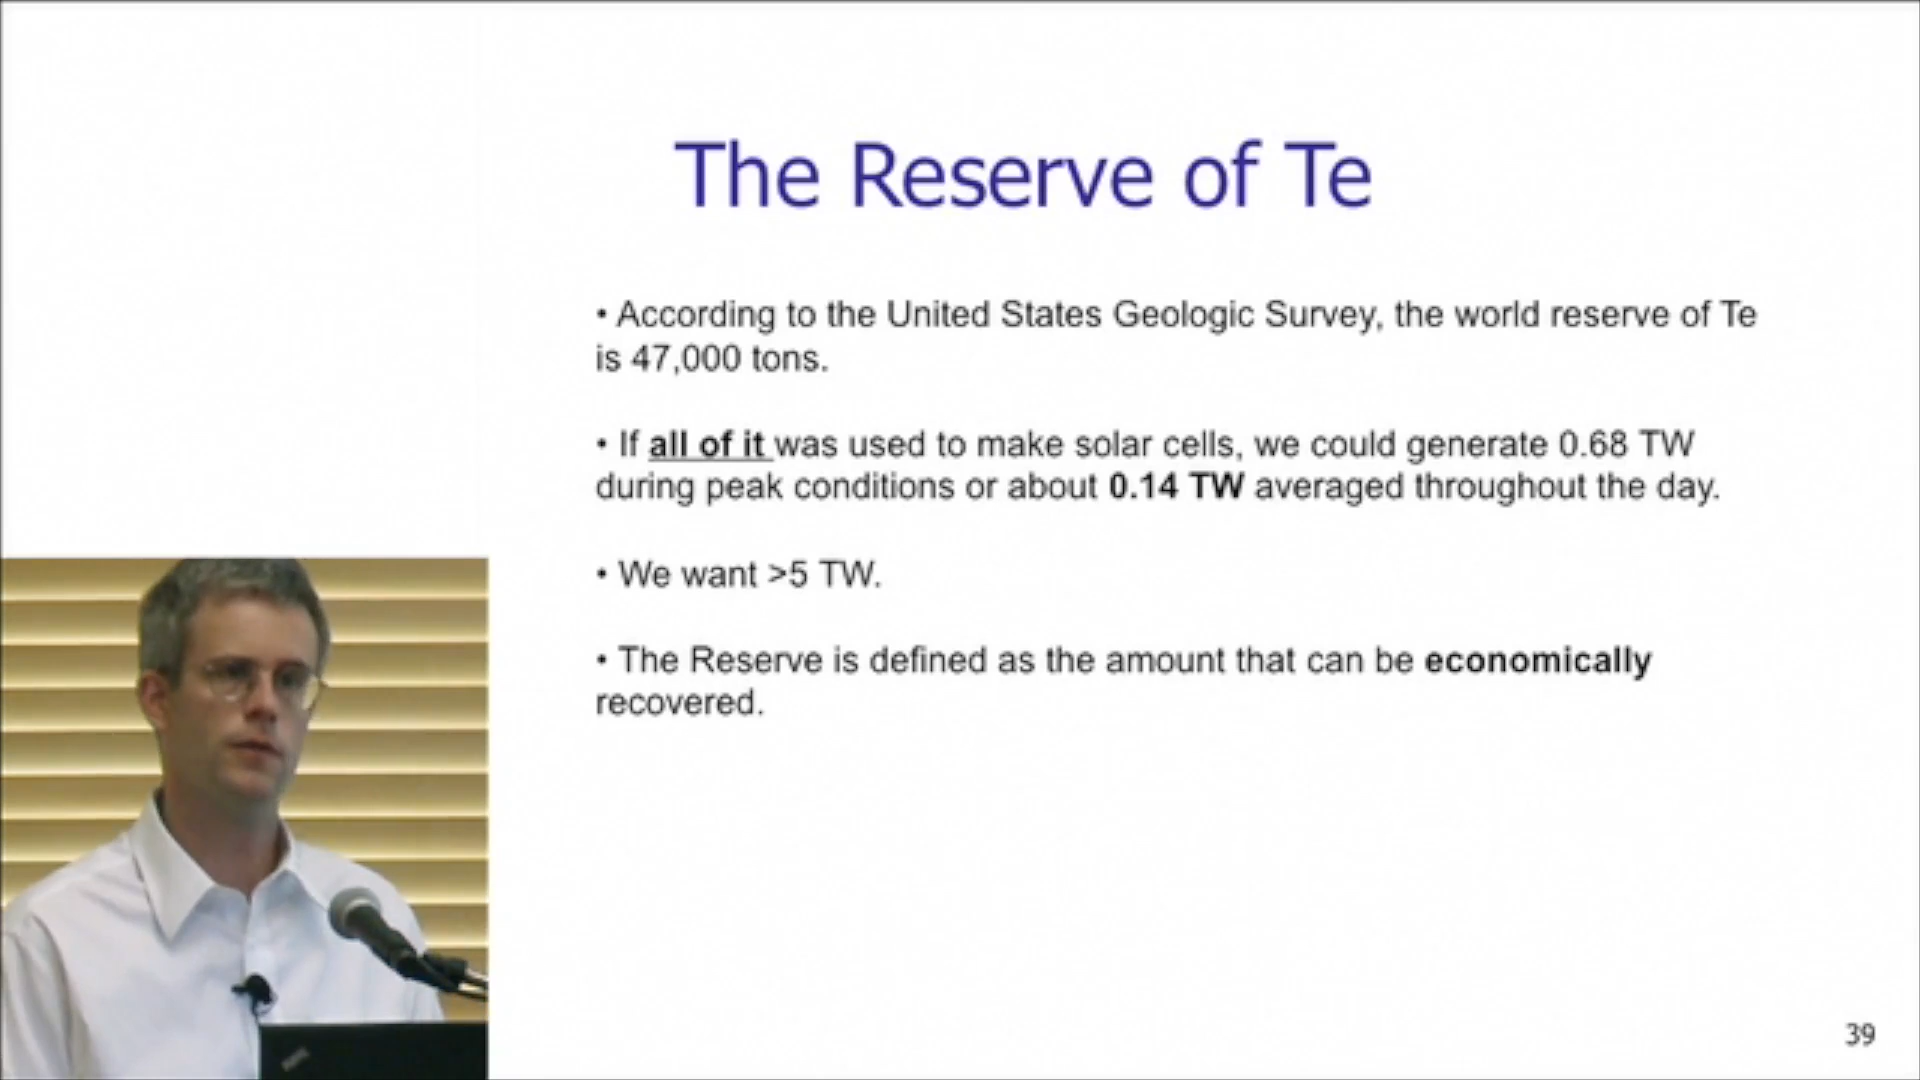 The Reserve of Te
• According to the United States Geologic Survey, the world reserve of Te
is 47,000 tons.
• If all of it was used to make solar cells, we could generate 0.68 TW
during peak conditions or about 0.14 TW averaged throughout the day.
• We want >5 TW.
• The Reserve is defined as the amount that can be economically
recovered.
39